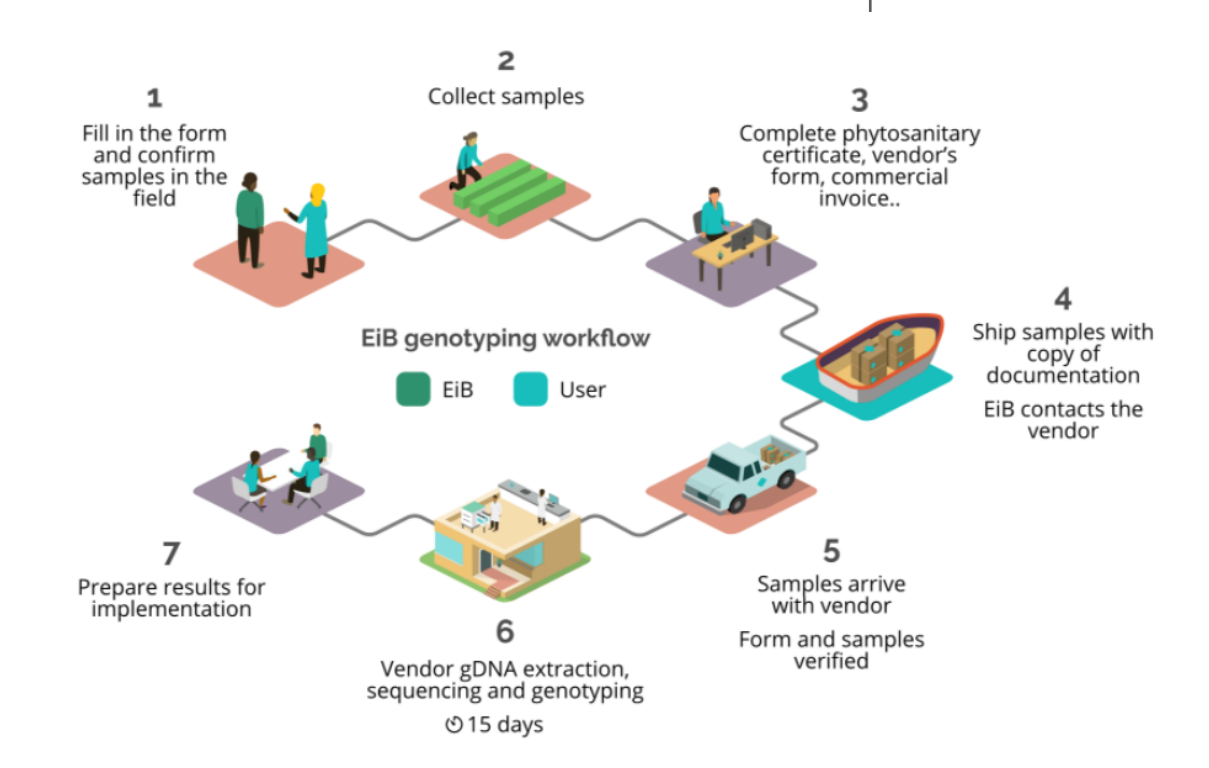 1
Fill in the form
and confirm
samples in the
field
2
Collect samples
3
Complete phytosanitary
certificate, vendor's
form, commercial
invoice..
4
Ship samples with
copy of
documentation
EiB contacts the
vendor
EiB genotyping workflow
EiB
User
5
Samples arrive
with vendor
Form and samples
verified
6
Vendor gDNA extraction,
sequencing and genotyping
15 days
7
Prepare results for
implementation